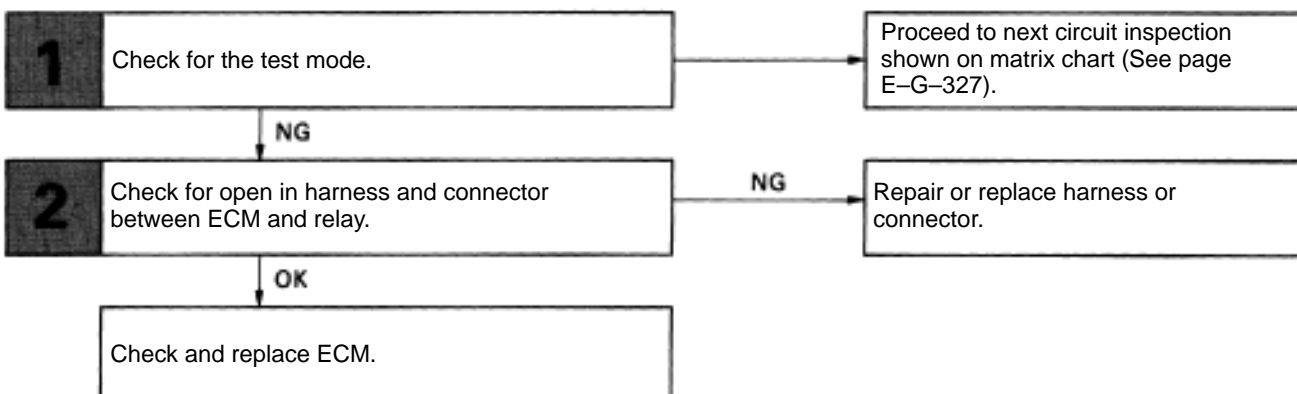 1
Check for the test mode.
Proceed to next circuit inspection
shown on matrix chart (See page
E–G–327).
NG
2
Check for open in harness and connector
between ECM and relay.
NG
Repair or replace harness or
connector.
OK
Check and replace ECM.